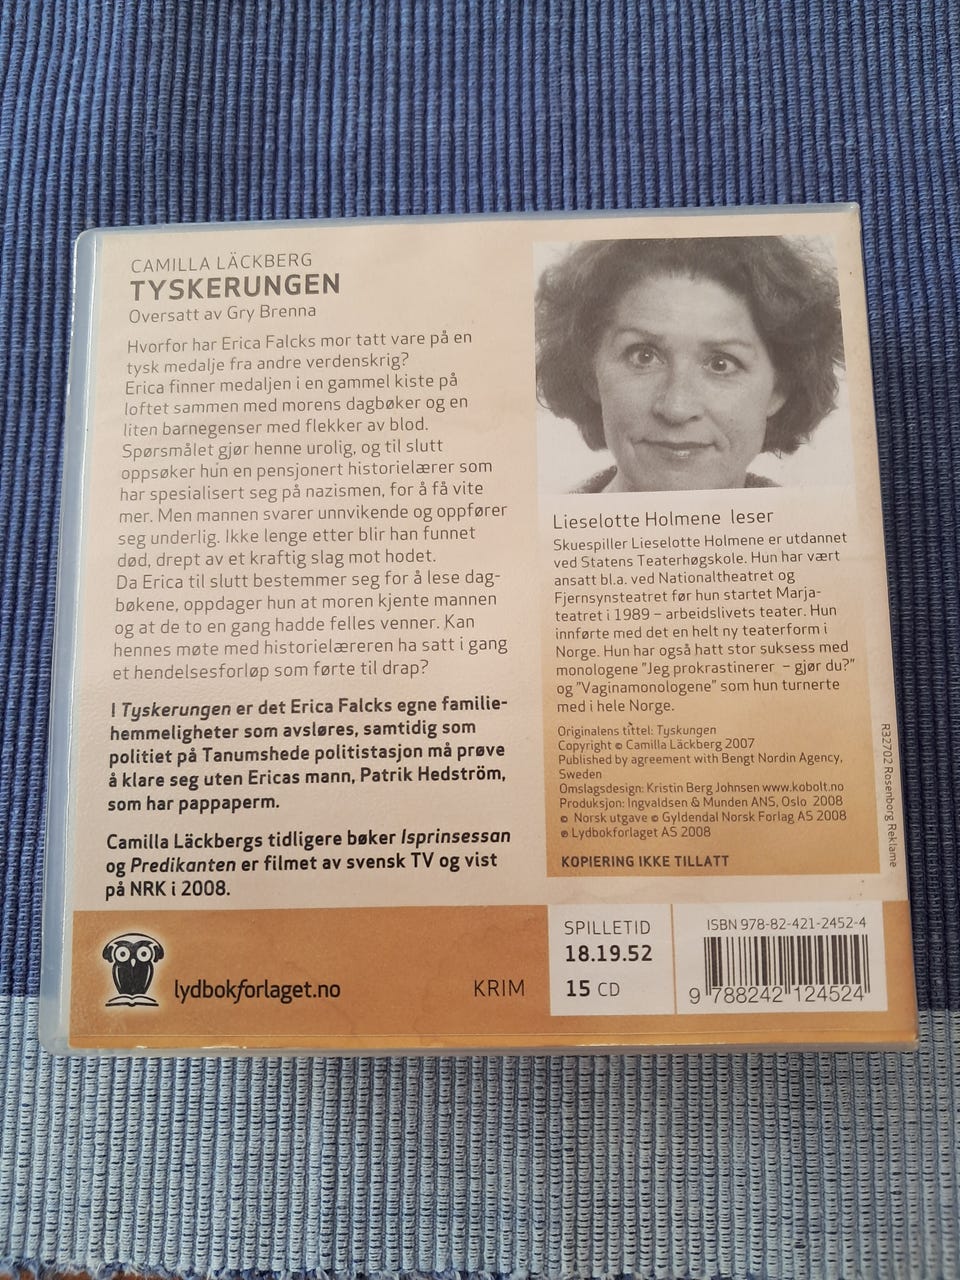 CAMILLA LÄCKBERG
TYSKERUNGEN
Oversatt av Gry Brenna
Hvorfor har Erica Falcks mor tatt vare på en
tysk medalje fra andre verdenskrig?
Erica finner medaljen i en gammel kiste på
loftet sammen med morens dagbøker og en
liten barnegenser med flekker av blod.
Spørsmålet gjør henne urolig, og til slutt
oppsøker hun en pensjonert historielærer som
har spesialisert seg på nazismen, for å få vite
mer. Men mannen svarer unnvikende og oppfører
seg underlig. Ikke lenge etter blir han funnet
død, drept av et kraftig slag mot hodet.
Da Erica til slutt bestemmer seg for å lese dag-
bøkene, oppdager hun at moren kjente mannen
og at de to en gang hadde felles venner. Kan
hennes møte med historielæreren ha satt i gang
et hendelsesforløp som førte til drap?
I Tyskerungen er det Erica Falcks egne familie-
hemmeligheter som avsløres, samtidig som
politiet på Tanumshede politistasjon må prøve
å klare seg uten Ericas mann, Patrik Hedström,
som har pappaperm.
Camilla Läckbergs tidligere bøker Isprinsessan
og Predikanten er filmet av svensk TV og vist
på NRK i 2008.
lydbokforlaget.no
KRIM
Lieselotte Holmene leser
Skuespiller Lieselotte Holmene er utdannet
ved Statens Teaterhøgskole. Hun har vært
ansatt bl.a. ved Nationaltheatret og
Fjernsynsteatret før hun startet Marja-
teatret i 1989 – arbeidslivets teater. Hun
innførte med det en helt ny teaterform i
Norge. Hun har også hatt stor suksess med
monologene "Jeg prokrastinerer – gjør du?"
og "Vaginamonologene" som hun turnerte
med i hele Norge.
Originalens tittel: Tyskungen
Copyright © Camilla Läckberg 2007
Published by agreement with Bengt Nordin Agency,
Sweden
Omslagsdesign: Kristin Berg Johnsen www.kobolt.no
Produksjon: Ingvaldsen & Munden ANS, Oslo 2008
© Norsk utgave © Gyldendal Norsk Forlag AS 2008
℗ Lydbokforlaget AS 2008
KOPIERING IKKE TILLATT
R32702 Rosenborg Reklame
SPILLETID
18.19.52
15 CD
ISBN 978-82-421-2452-4
9 788242 124524